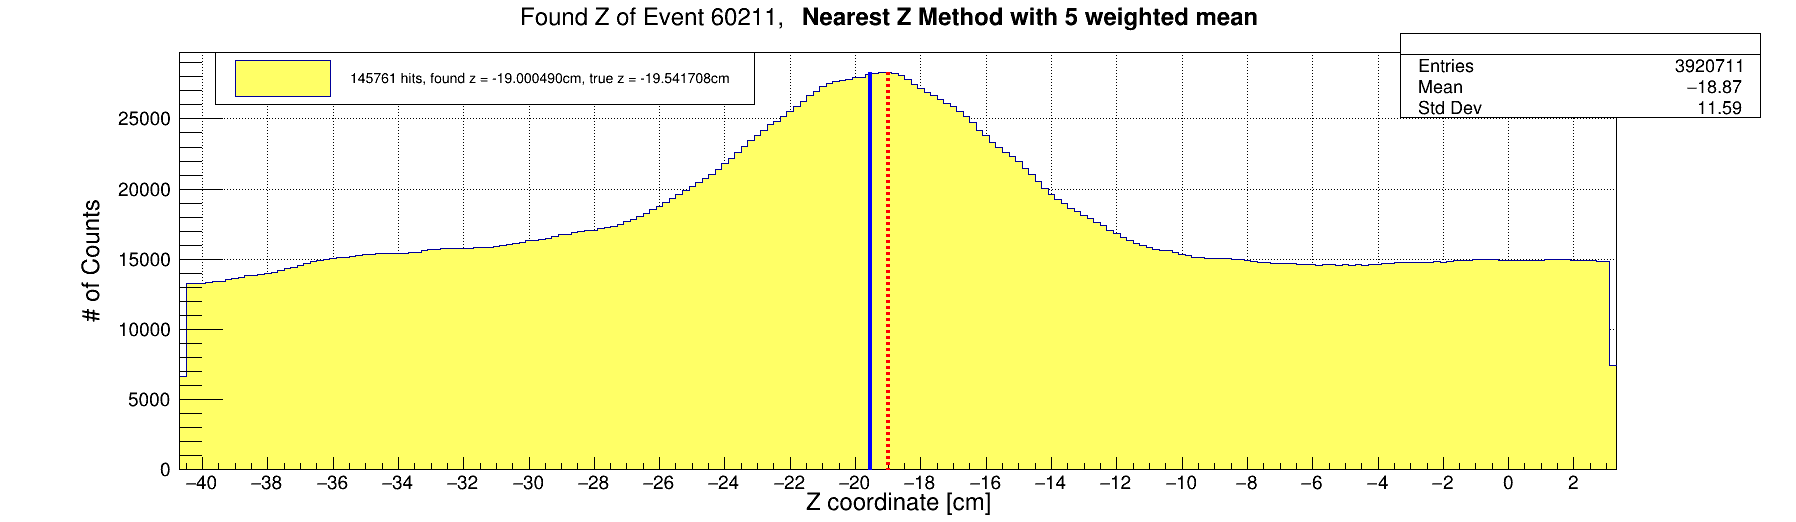 Found Z of Event 60211, Nearest Z Method with 5 weighted mean
145761 hits, found z = -19.000490cm, true z = -19.541708cm
Entries 3920711
Mean −18.87
Std Dev 11.59
# of Counts
25000
20000
15000
10000
5000
0
−40 −38 −36 −34 −32 −30 −28 −26 −24 −22 −20 −18 −16 −14 −12 −10 −8 −6 −4 −2 0 2
Z coordinate [cm]